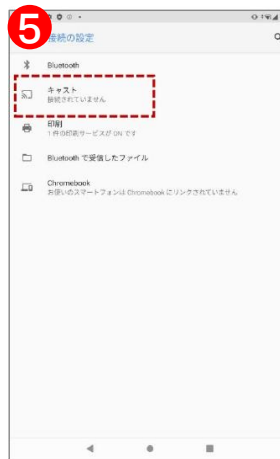 5
接続の設定
Bluetooth
キャスト
接続されていません
印刷
1 件の印刷サービスが ON です
Bluetooth で受信したファイル
Chromebook
お使いのスマートフォンは Chromebook にリンクされていません